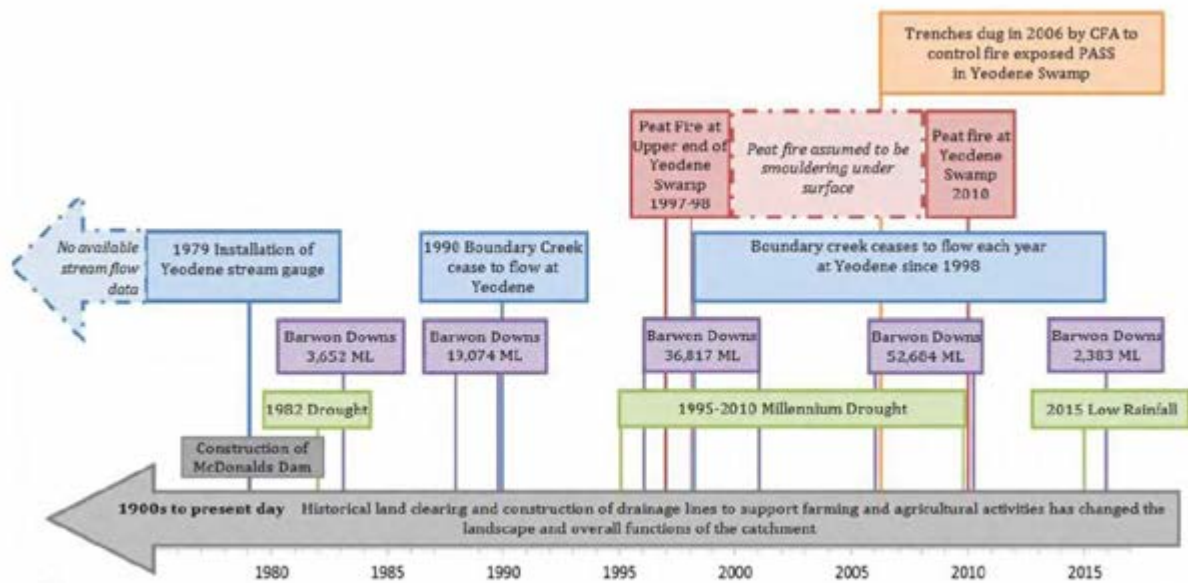 Trenches dug in 2006 by CFA to
control fire exposed PASS
in Yeodene Swamp
Peat Fire at
Upper end of
Yeodene
Swamp
1997-98
Peat fire assumed to be
smouldering under
surface
Peat fire at
Yeodene
Swamp
2010
No available
stream flow
data
1979 Installation of
Yeodene stream gauge
1990 Boundary Creek
cease to flow at
Yeodene
Boundary creek ceases to flow each year
at Yeodene since 1998
Barwon Downs
3,652 ML
Barwon Downs
19,074 ML
Barwon Downs
36,817 ML
Barwon Downs
52,684 ML
Barwon Downs
2,383 ML
1982 Drought
1995-2010 Millennium Drought
2015 Low Rainfall
Construction of
McDonalds Dam
1900s to present day Historical land clearing and construction of drainage lines to support farming and agricultural activities has changed the
landscape and overall functions of the catchment
1980 1985 1990 1995 2000 2005 2010 2015